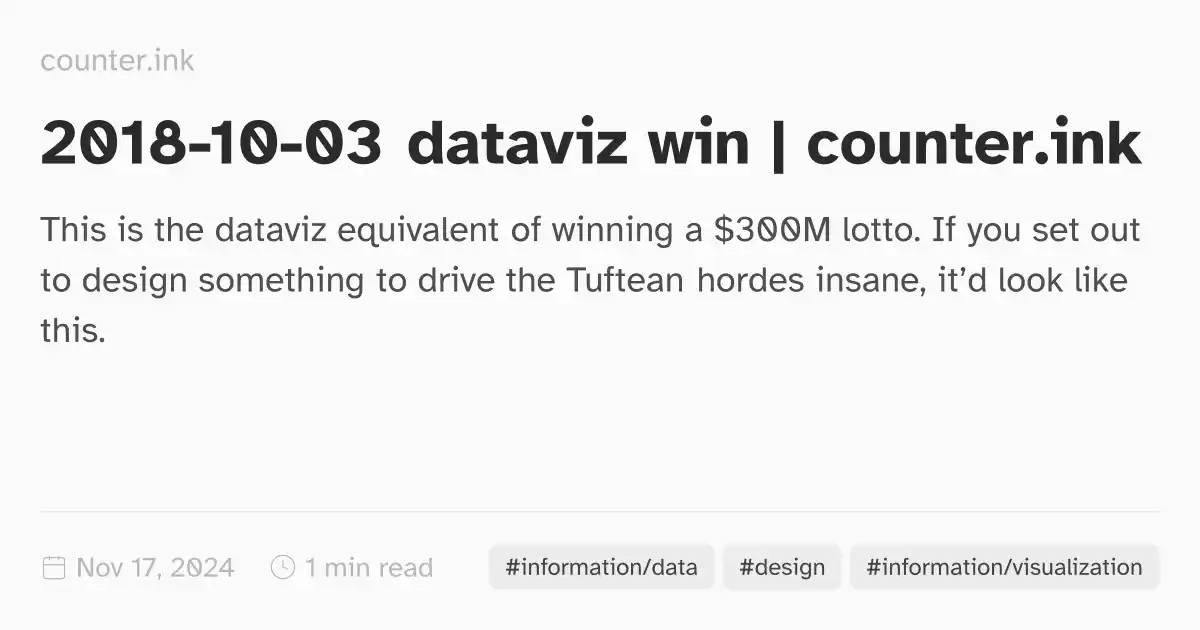 counter.ink
2018-10-03 dataviz win | counter.ink
This is the dataviz equivalent of winning a $300M lotto. If you set out
to design something to drive the Tuftean hordes insane, it’d look like
this.
Nov 17, 2024 1 min read #information/data #design #information/visualization